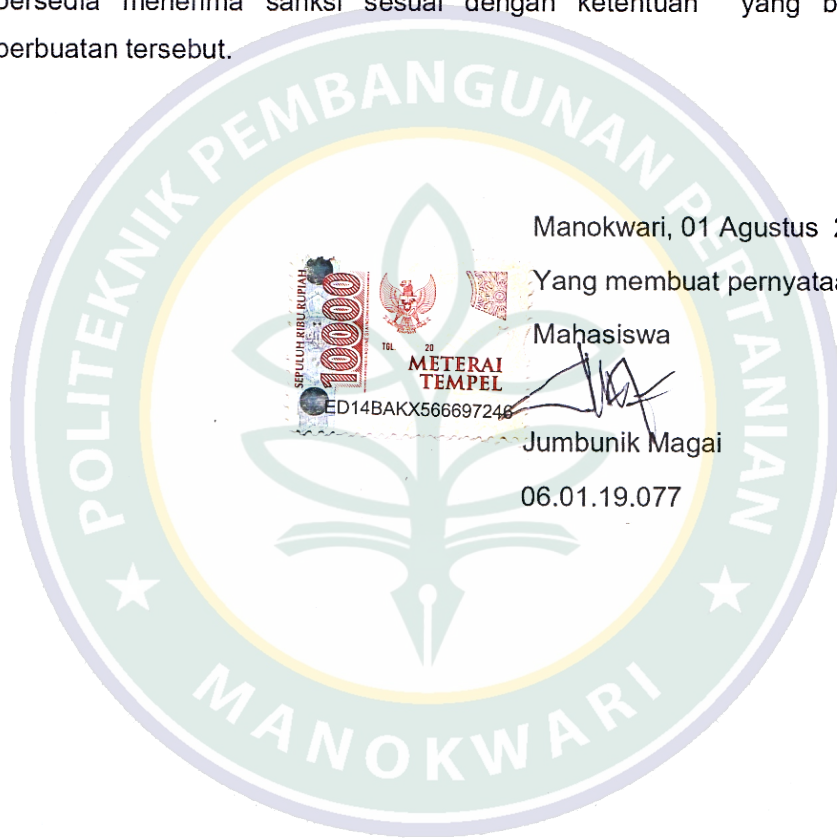 bersedia menerima sanksi sesuai dengan ketentuan yang b
perbuatan tersebut.
POLITEKNIK PEMBANGUNAN PERTANIAN
MANOKWARI
Manokwari, 01 Agustus 2
Yang membuat pernyataa
Mahasiswa
SEPULUH RIBU RUPIAH
10000
TGL 20
METERAI
TEMPEL
ED14BAKX566697246
Jumbunik Magai
06.01.19.077